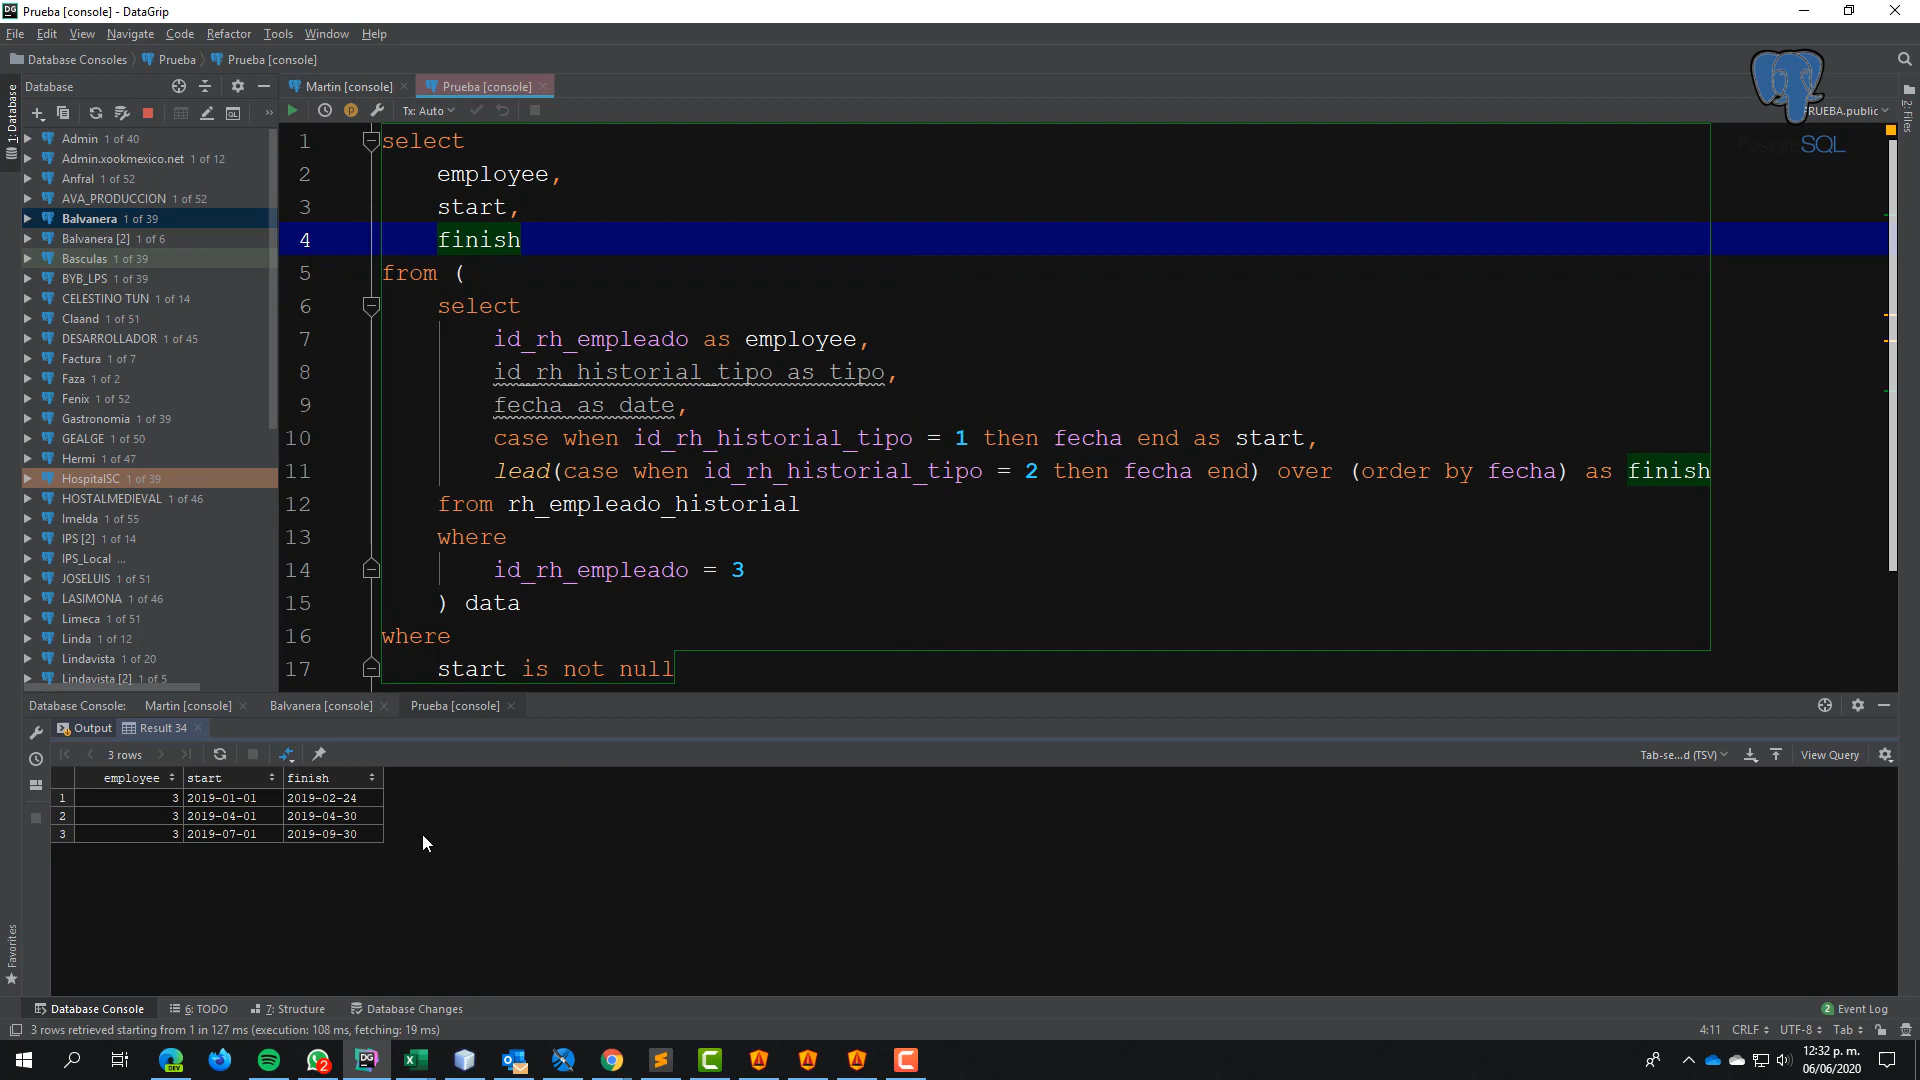 Prueba [console] - DataGrip
File Edit View Navigate Code Refactor Tools Window Help
Database Consoles Prueba Prueba [console]
Database
Martin [console] Prueba [console]
Tx: Auto
PRUEBA.public
SQL
1: Database
2: Files
Favorites
Admin 1 of 40
Admin.xookmexico.net 1 of 12
Anfral 1 of 52
AVA_PRODUCCION 1 of 52
Balvanera 1 of 39
Balvanera [2] 1 of 6
Basculas 1 of 39
BYB_LPS 1 of 39
CELESTINO TUN 1 of 14
Claand 1 of 51
DESARROLLADOR 1 of 45
Factura 1 of 7
Faza 1 of 2
Fenix 1 of 52
Gastronomia 1 of 39
GEALGE 1 of 50
Hermi 1 of 47
HospitalSC 1 of 39
HOSTALMEDIEVAL 1 of 46
Imelda 1 of 55
IPS [2] 1 of 14
IPS_Local ...
JOSELUIS 1 of 51
LASIMONA 1 of 46
Limeca 1 of 51
Linda 1 of 12
Lindavista 1 of 20
Lindavista [2] 1 of 5
1 select
2 employee,
3 start,
4 finish
5 from (
6 select
7 id_rh_empleado as employee,
8 id_rh_historial_tipo as tipo,
9 fecha as date,
10 case when id_rh_historial_tipo = 1 then fecha end as start,
11 lead(case when id_rh_historial_tipo = 2 then fecha end) over (order by fecha) as finish
12 from rh_empleado_historial
13 where
14 id_rh_empleado = 3
15 ) data
16 where
17 start is not null
Database Console: Martin [console] Balvanera [console] Prueba [console]
Output Result 34
3 rows Tab-se...d (TSV) View Query
employee start finish
1 3 2019-01-01 2019-02-24
2 3 2019-04-01 2019-04-30
3 3 2019-07-01 2019-09-30
Database Console 6: TODO 7: Structure Database Changes 2 Event Log
3 rows retrieved starting from 1 in 127 ms (execution: 108 ms, fetching: 19 ms) 4:11 CRLF UTF-8 Tab
12:32 p. m.
06/06/2020